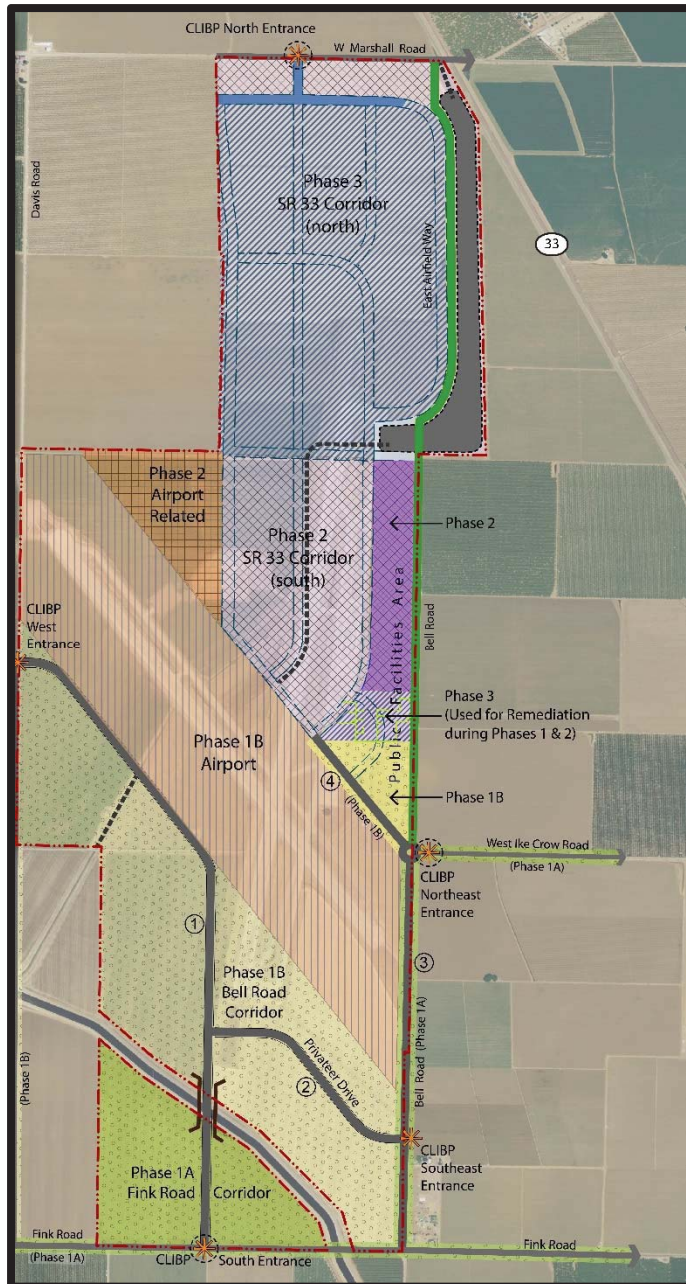 CLIBP North Entrance
W Marshall Road
Davis Road
Phase 3
SR 33 Corridor
(north)
East Airfield Way
33
Phase 2
Airport
Related
Phase 2
SR 33 Corridor
(south)
Phase 2
Public Facilities Area
Bell Road
CLIBP
West
Entrance
Phase 3
(Used for Remediation
during Phases 1 & 2)
Phase 1B
Airport
4
(Phase 1B)
Phase 1B
West Ike Crow Road
(Phase 1A)
CLIBP
Northeast
Entrance
1
3
Phase 1B
Bell Road
Corridor
Bell Road (Phase 1A)
Privateer Drive
2
(Phase 1B)
CLIBP
Southeast
Entrance
Phase 1A
Fink Road Corridor
Fink Road
(Phase 1A)
CLIBP South Entrance
Fink Road